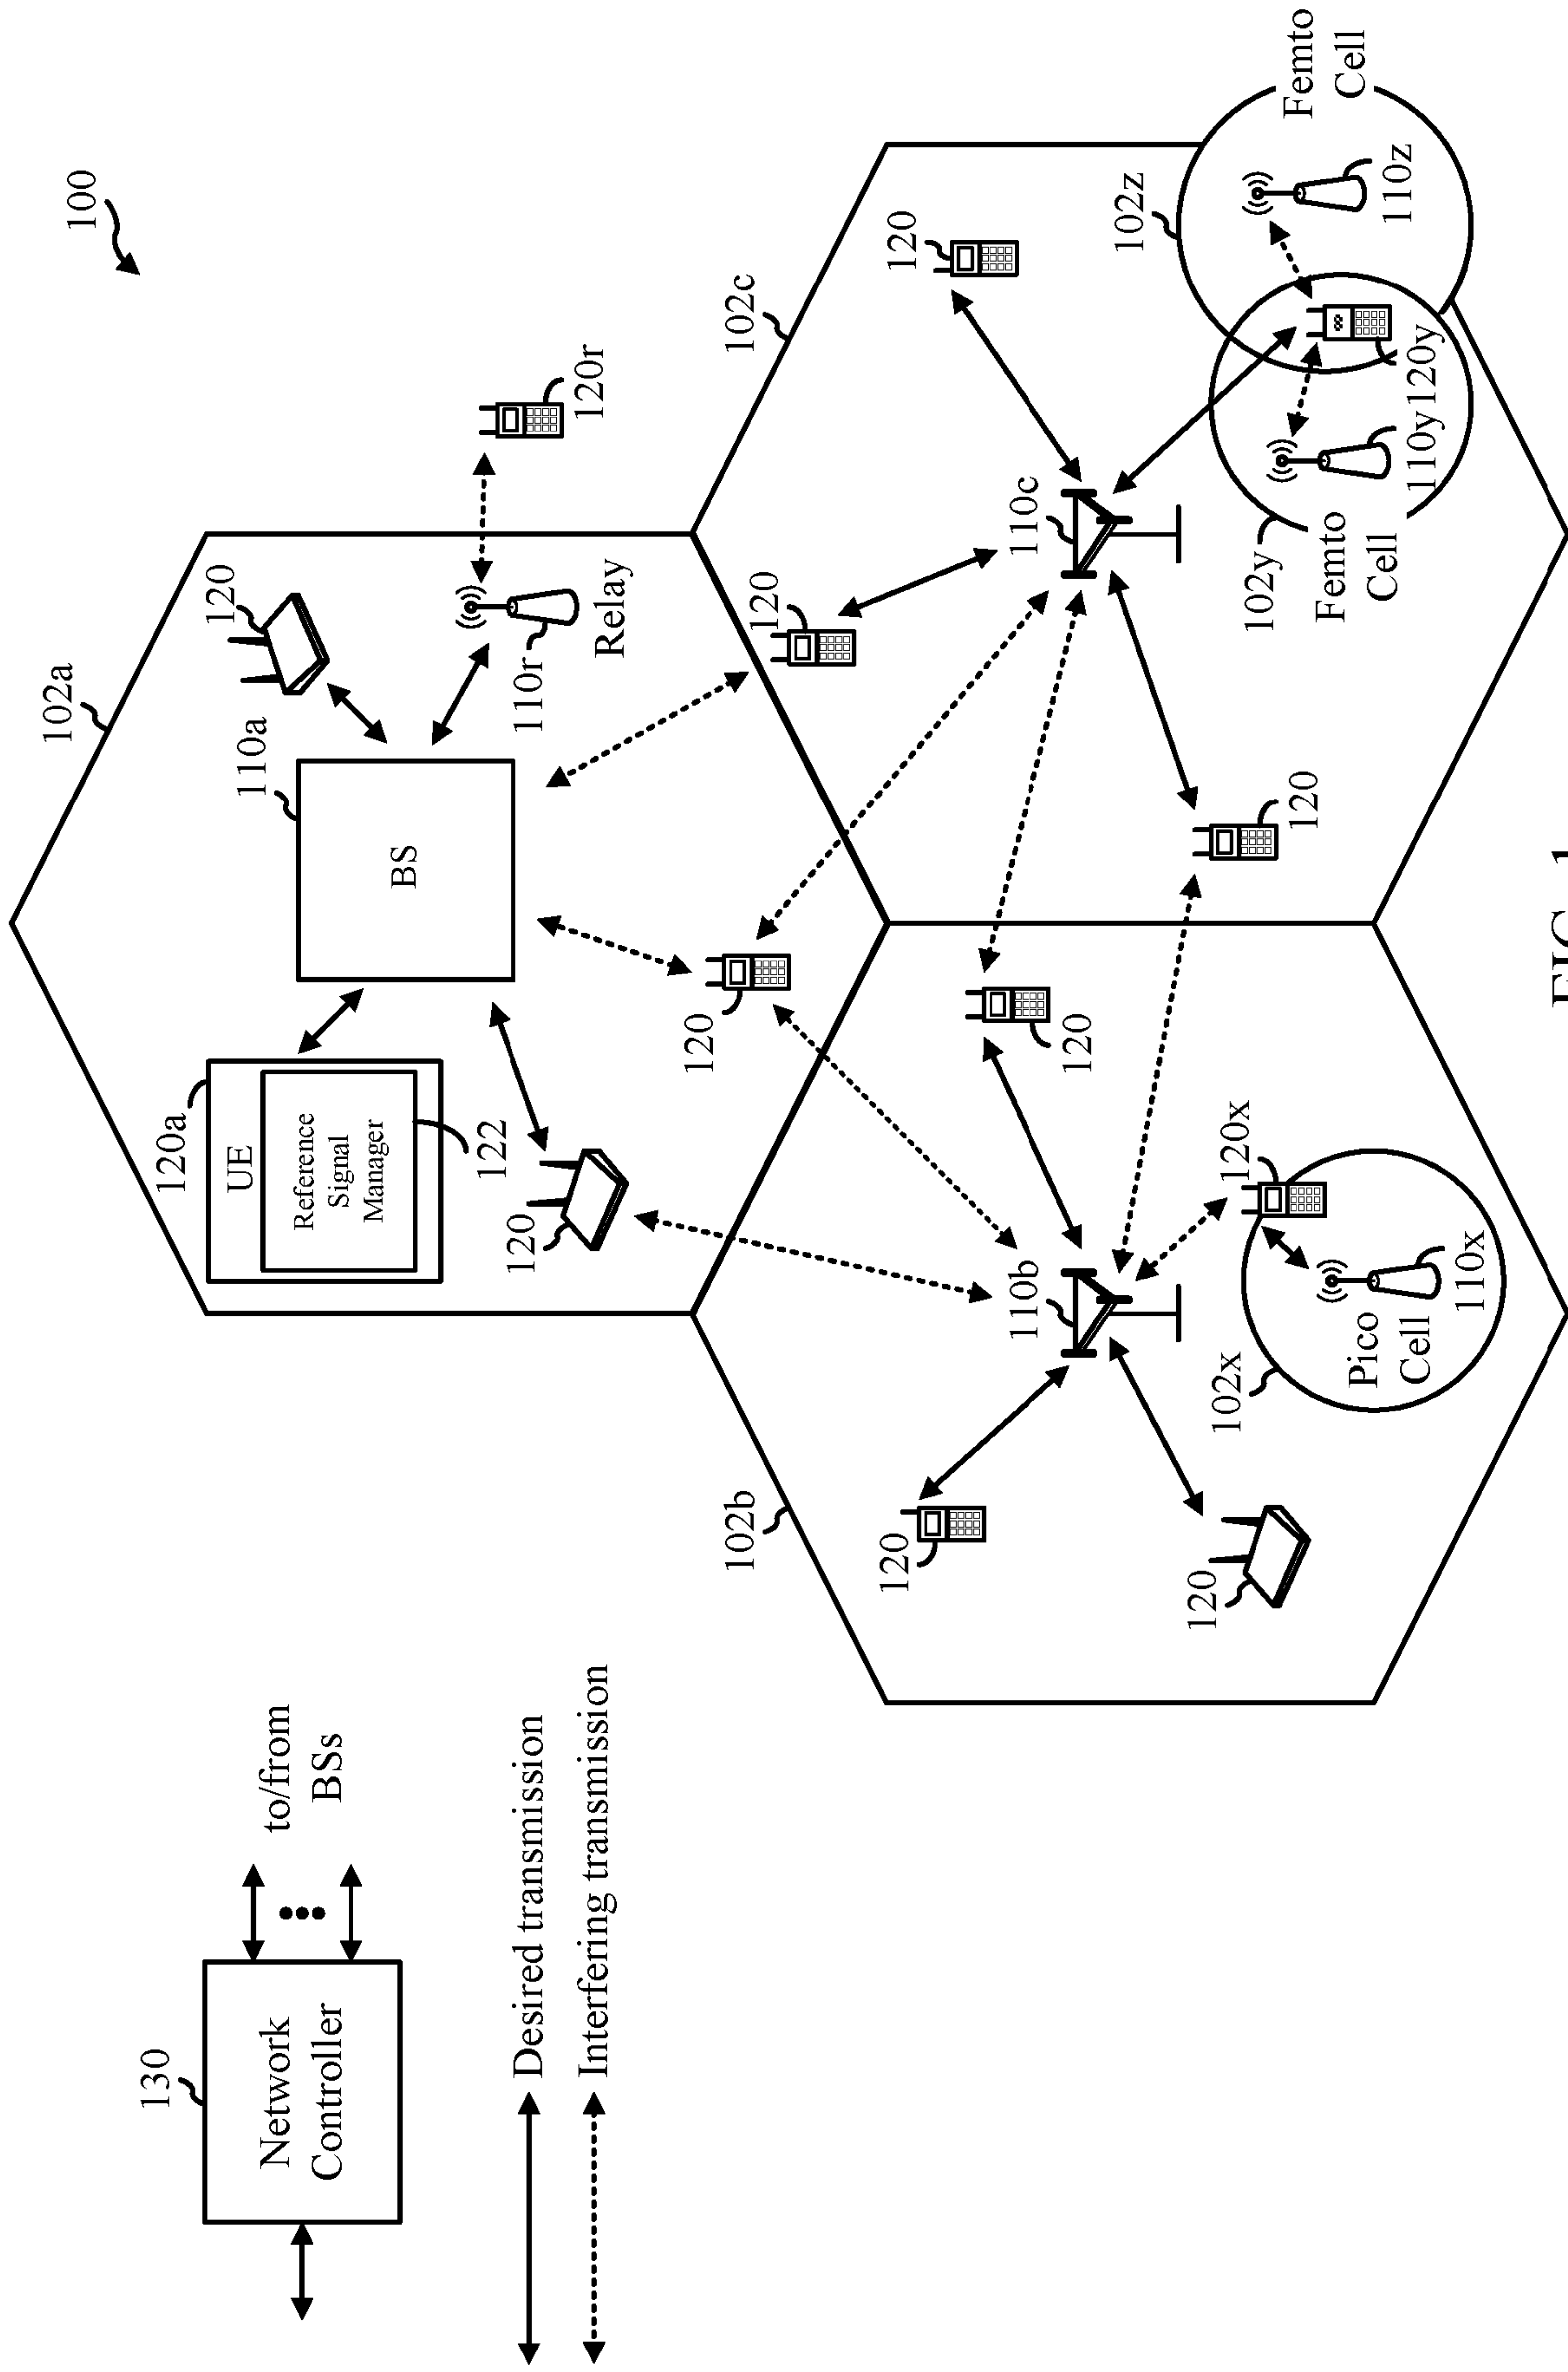 100
130
Network
Controller
to/from
BSs
Desired transmission
Interfering transmission
102a
120a
UE
Reference
Signal
Manager
122
110a
BS
120
110r
Relay
120r
120
120
102b
120
110b
120
120
102x
Pico
Cell
110x
120x
102c
120
120
110c
120
102y
Femto
Cell
110y
120y
102z
110z
Femto
Cell
FIG. 1